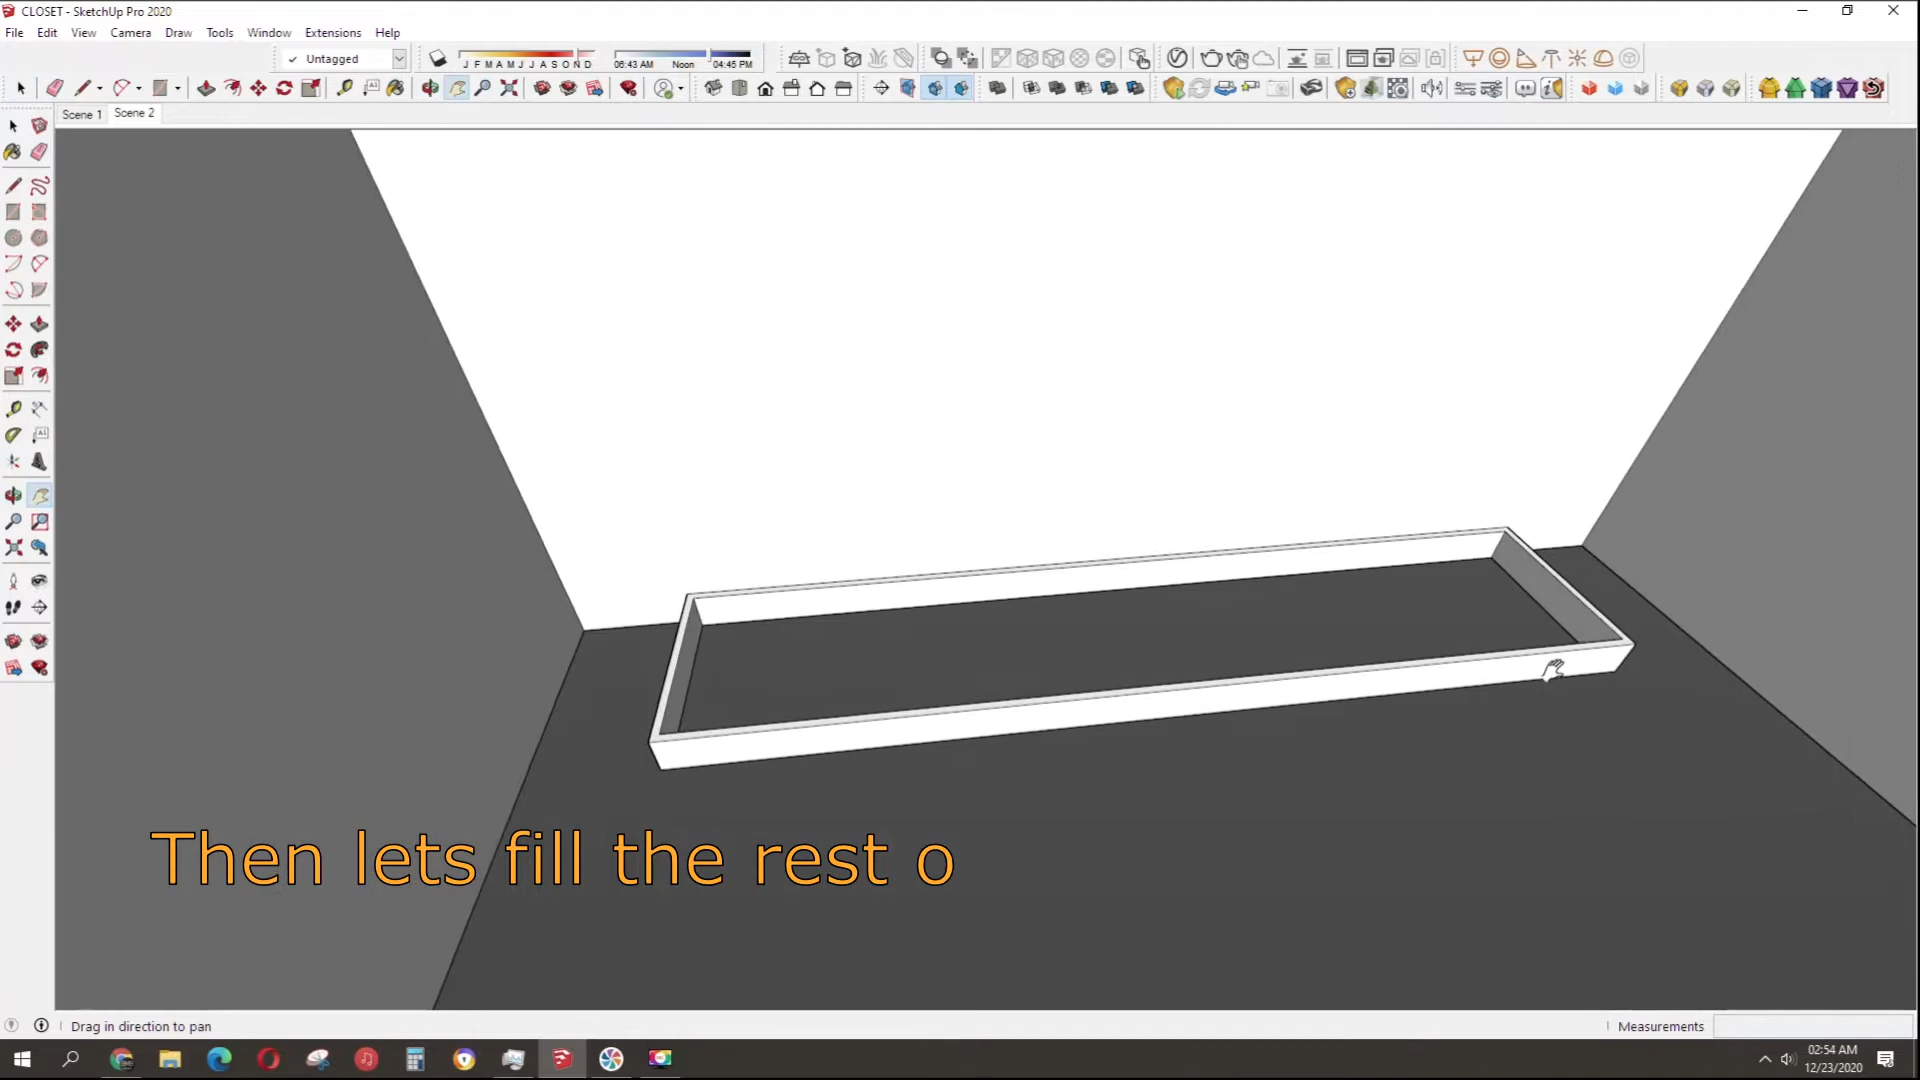 CLOSET - SketchUp Pro 2020
File Edit View Camera Draw Tools Window Extensions Help
✓ Untagged
J F M A M J J A S O N D
06:43 AM Noon 04:45 PM
Scene 1 Scene 2
Then lets fill the rest o
Drag in direction to pan
Measurements
02:54 AM
12/23/2020